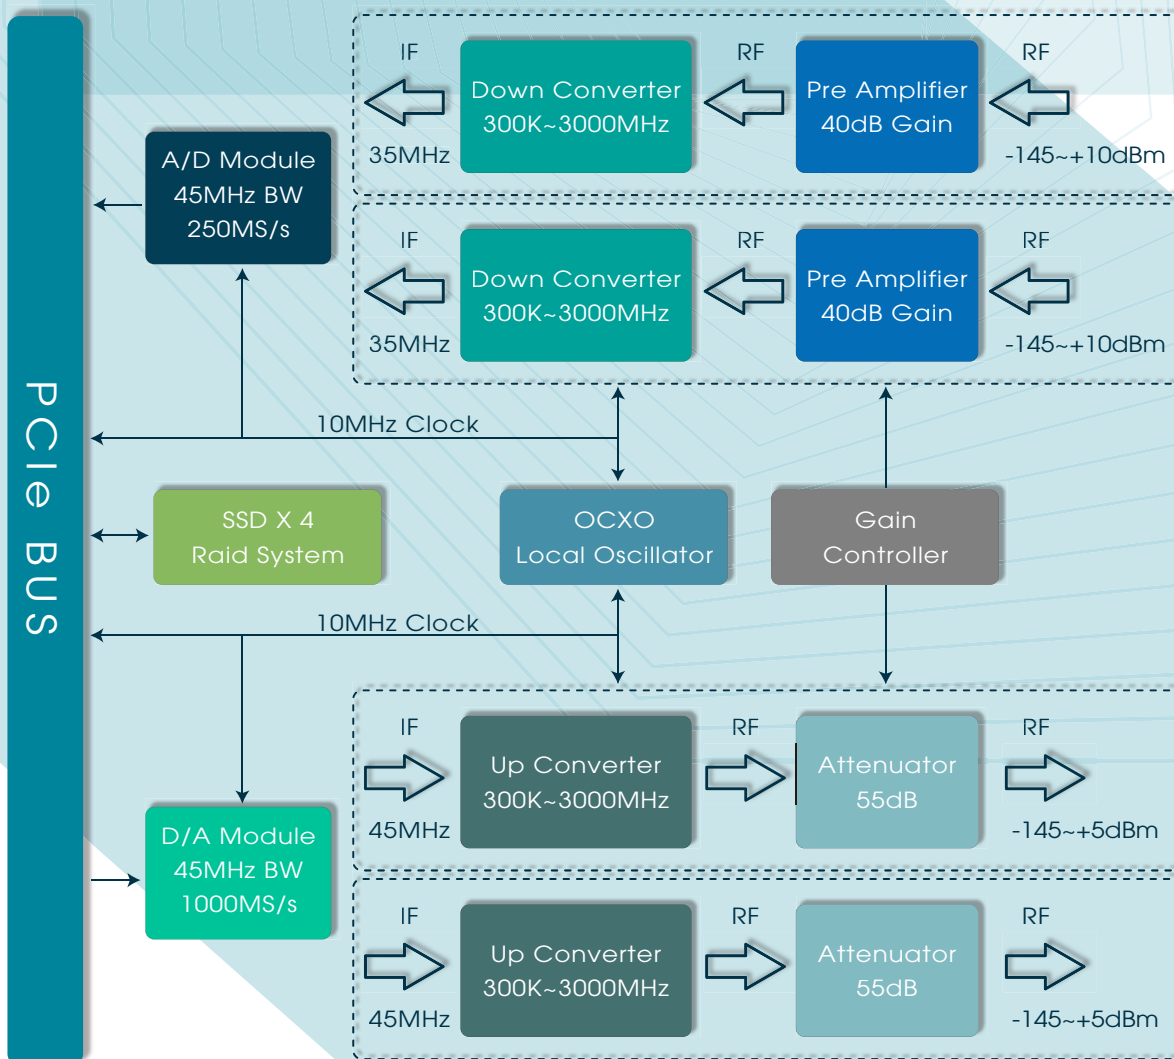 PCIe BUS
IF
Down Converter
300K~3000MHz
RF
Pre Amplifier
40dB Gain
RF
35MHz
-145~+10dBm
A/D Module
45MHz BW
250MS/s
IF
Down Converter
300K~3000MHz
RF
Pre Amplifier
40dB Gain
RF
35MHz
-145~+10dBm
10MHz Clock
SSD X 4
Raid System
OCXO
Local Oscillator
Gain
Controller
10MHz Clock
IF
Up Converter
300K~3000MHz
RF
Attenuator
55dB
RF
45MHz
-145~+5dBm
D/A Module
45MHz BW
1000MS/s
IF
Up Converter
300K~3000MHz
RF
Attenuator
55dB
RF
45MHz
-145~+5dBm